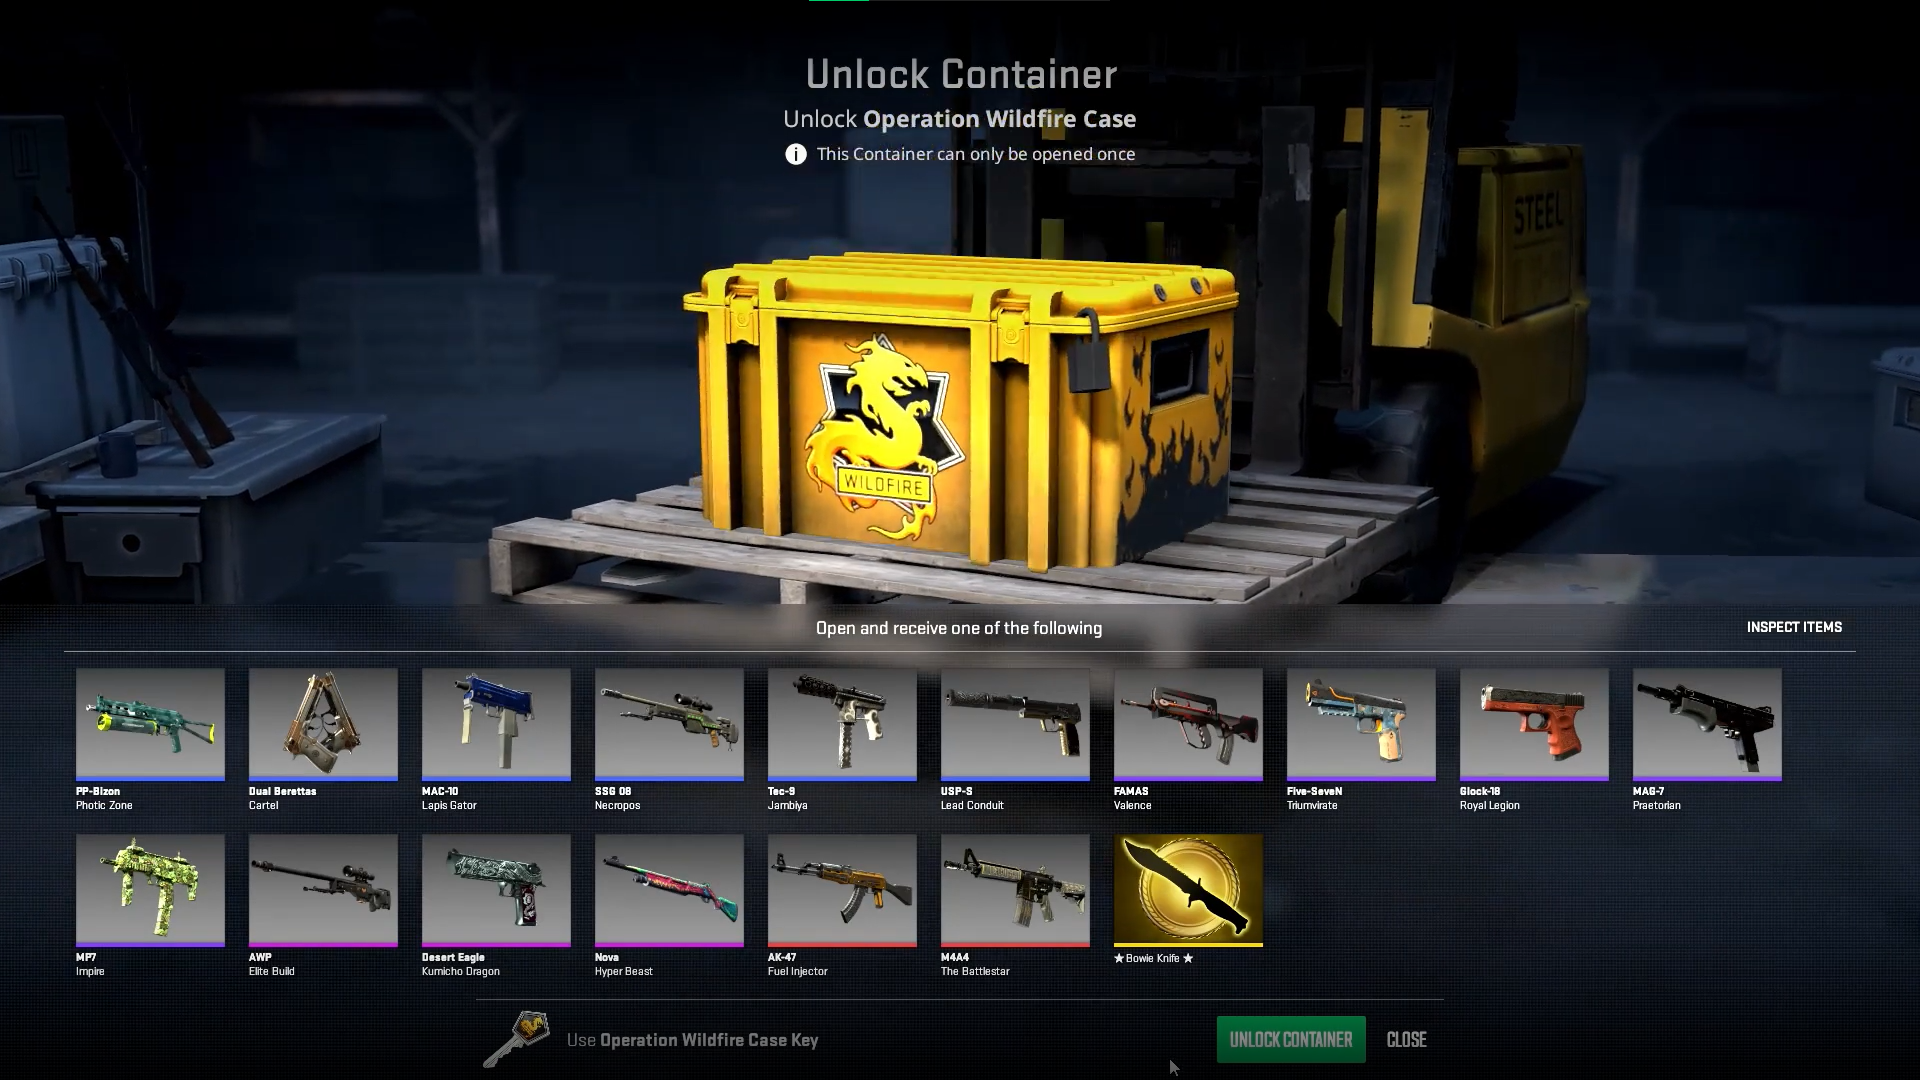 Unlock Container
Unlock Operation Wildfire Case
i This Container can only be opened once
STEEL
WILDFIRE
Open and receive one of the following
INSPECT ITEMS
PP-Bizon
Photic Zone
Dual Berettas
Cartel
MAC-10
Lapis Gator
SSG 08
Necropos
Tec-9
Jambiya
USP-S
Lead Conduit
FAMAS
Valence
Five-SeveN
Triumvirate
Glock-18
Royal Legion
MAG-7
Praetorian
MP7
Impire
AWP
Elite Build
Desert Eagle
Kumicho Dragon
Nova
Hyper Beast
AK-47
Fuel Injector
M4A4
The Battlestar
★ Bowie Knife ★
Use Operation Wildfire Case Key
UNLOCK CONTAINER
CLOSE